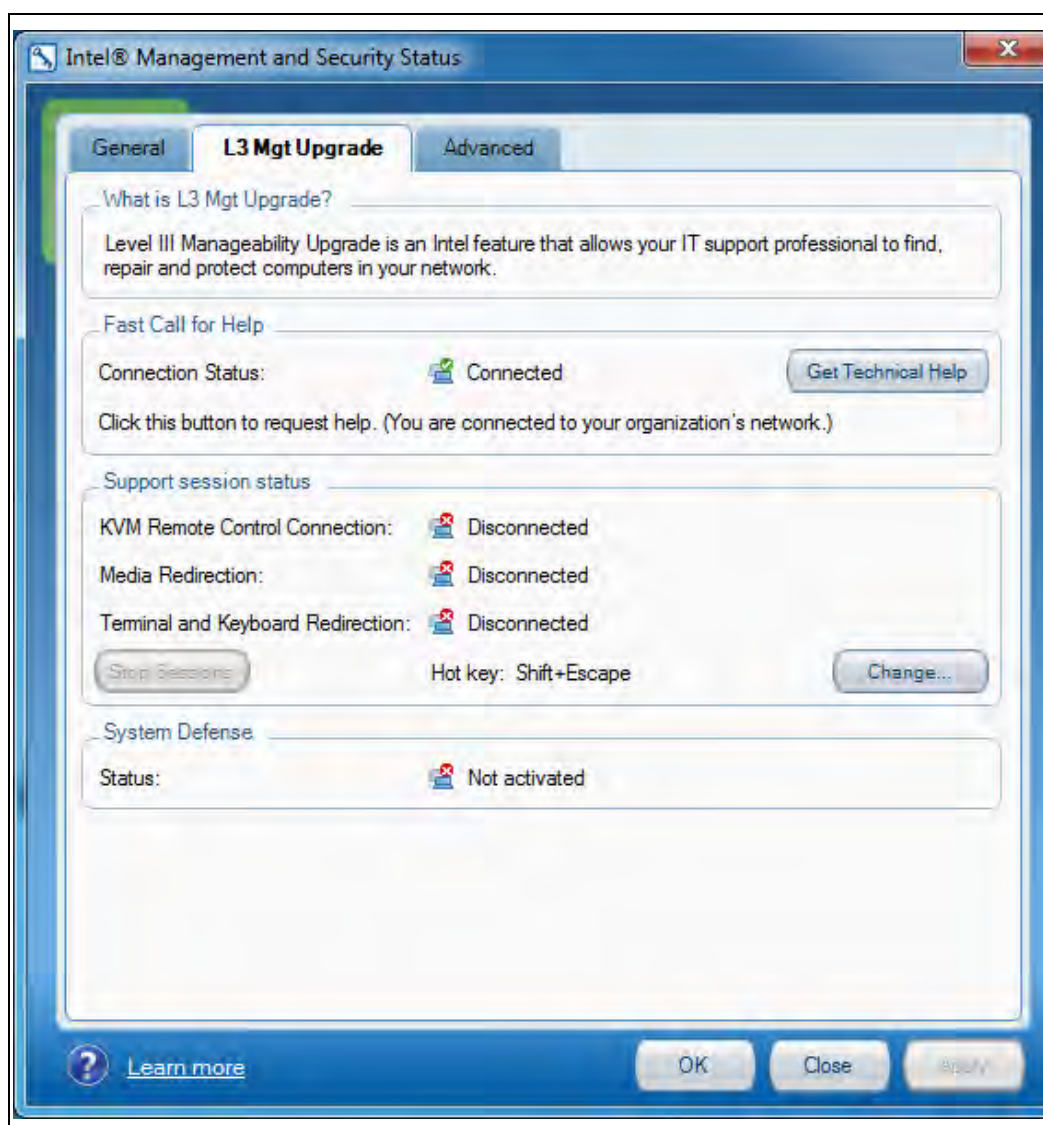 Intel® Management and Security Status
General L3 Mgt Upgrade Advanced
What is L3 Mgt Upgrade?
Level III Manageability Upgrade is an Intel feature that allows your IT support professional to find,
repair and protect computers in your network.
Fast Call for Help
Connection Status: Connected Get Technical Help
Click this button to request help. (You are connected to your organization's network.)
Support session status
KVM Remote Control Connection: Disconnected
Media Redirection: Disconnected
Terminal and Keyboard Redirection: Disconnected
Stop Sessions Hot key: Shift+Escape Change...
System Defense
Status: Not activated
? Learn more OK Close Apply